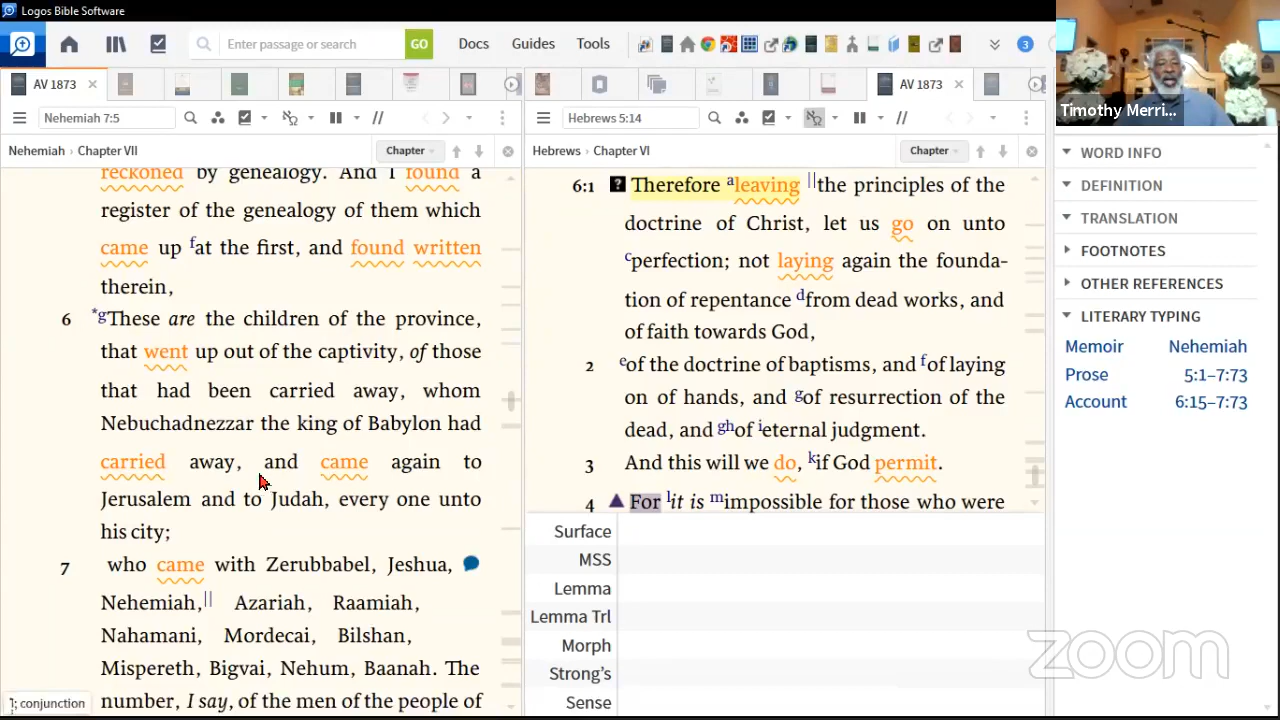 Logos Bible Software
Enter passage or search
GO
Docs
Guides
Tools
3
AV 1873
AV 1873
Nehemiah 7:5
Hebrews 5:14
Nehemiah › Chapter VII
Chapter
Hebrews › Chapter VI
Chapter
reckoned by genealogy. And I found a
register of the genealogy of them which
came up fat the first, and found written
therein,
6 *gThese are the children of the province,
that went up out of the captivity, of those
that had been carried away, whom
Nebuchadnezzar the king of Babylon had
carried away, and came again to
Jerusalem and to Judah, every one unto
his city;
7 who came with Zerubbabel, Jeshua,
Nehemiah,|| Azariah, Raamiah,
Nahamani, Mordecai, Bilshan,
Mispereth, Bigvai, Nehum, Baanah. The
number, I say, of the men of the people of
; conjunction
6:1 ? Therefore aleaving ||the principles of the
doctrine of Christ, let us go on unto
cperfection; not laying again the founda-
tion of repentance dfrom dead works, and
of faith towards God,
2 eof the doctrine of baptisms, and fof laying
on of hands, and gof resurrection of the
dead, and ghof ieternal judgment.
3 And this will we do, kif God permit.
4 For lit is mimpossible for those who were
Surface
MSS
Lemma
Lemma Trl
Morph
Strong's
Sense
Timothy Merri...
WORD INFO
DEFINITION
TRANSLATION
FOOTNOTES
OTHER REFERENCES
LITERARY TYPING
Memoir Nehemiah
Prose 5:1–7:73
Account 6:15–7:73
zoom